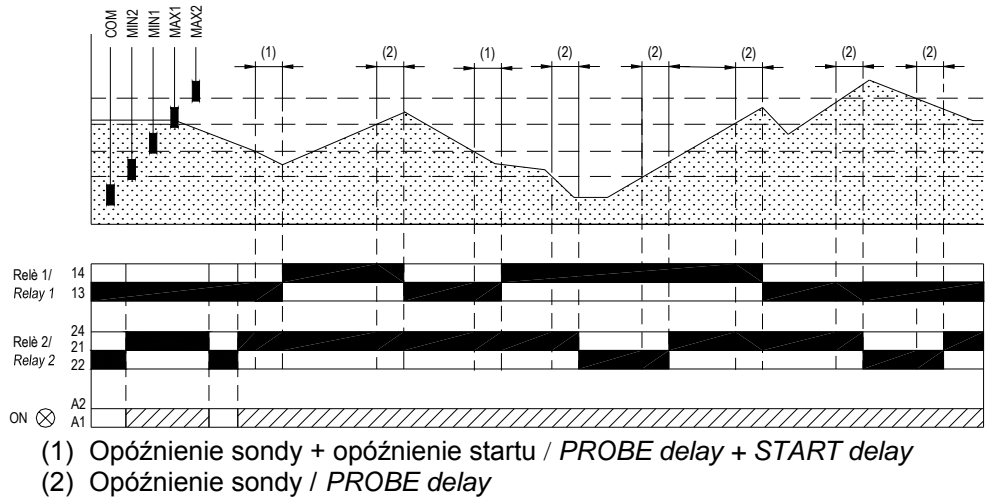 COM
MIN2
MIN1
MAX1
MAX2
(1) (2) (1) (2) (2) (2) (2) (2)
Relè 1/ 14
Relay 1 13
24
Relè 2/ 21
Relay 2 22
A2
ON A1
(1) Opóźnienie sondy + opóźnienie startu / PROBE delay + START delay
(2) Opóźnienie sondy / PROBE delay